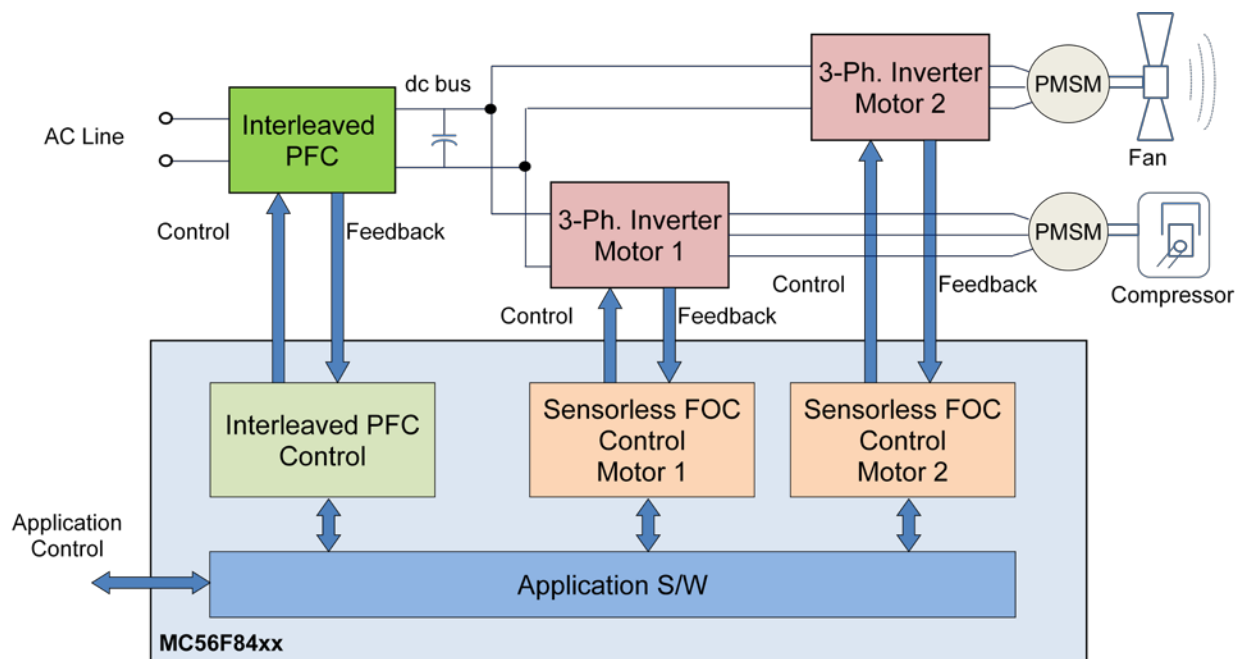 3-Ph. Inverter
Motor 2
PMSM
Fan
dc bus
AC Line
Interleaved
PFC
3-Ph. Inverter
Motor 1
PMSM
Compressor
Control
Feedback
Control
Feedback
Control
Feedback
Interleaved PFC
Control
Sensorless FOC
Control
Motor 1
Sensorless FOC
Control
Motor 2
Application
Control
Application S/W
MC56F84xx